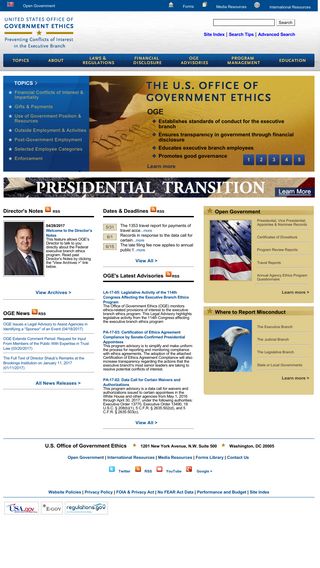 Open Government
Forms
Media Resources
International Resources
UNITED STATES OFFICE OF
GOVERNMENT ETHICS
Preventing Conflicts of Interest
in the Executive Branch
Search
Site Index | Search Tips | Advanced Search
TOPICS
ABOUT
LAWS &
REGULATIONS
FINANCIAL
DISCLOSURE
OGE
ADVISORIES
PROGRAM
MANAGEMENT
EDUCATION
TOPICS >
Financial Conflicts of Interest &
Impartiality
Gifts & Payments
Use of Government Position &
Resources
Outside Employment & Activities
Post-Government Employment
Selected Employee Categories
Enforcement
THE U.S. OFFICE OF
GOVERNMENT ETHICS
OGE
Establishes standards of conduct for the executive
branch
Ensures transparency in government through financial
disclosure
Educates executive branch employees
Promotes good governance
Learn more
1 2 3 4 5
PRESIDENTIAL TRANSITION
Learn More
Director's Notes RSS
04/28/2017
Welcome to the Director's
Notes
This feature allows OGE's
Director to talk to you
directly about the Federal
executive branch ethics
program. Read past
Director's Notes by clicking
the "View Archives >" link
below.
View Archives >
OGE News RSS
OGE Issues a Legal Advisory to Assist Agencies in
Identifying a "Speech" of an Event (04/18/2017)
OGE Extends Comment Period: Request for Input
From Members of the Public With Expertise in Trust
Law (03/20/2017)
The Full Text of Director Shaub's Remarks at the
Brookings Institution on January 11, 2017
(01/11/2017)
All News Releases >
Dates & Deadlines RSS
5/31
The 1353 travel report for payments of
travel acce...more
6/1
Records in response to the data call for
certain ...more
6/15
The late filing fee now applies to annual
public f...more
View All >
OGE's Latest Advisories RSS
LA-17-05: Legislative Activity of the 114th
Congress Affecting the Executive Branch Ethics
Program
The Office of Government Ethics (OGE) monitors
enacted legislation of interest to the executive
branch ethics program. This Legal Advisory highlights
legislative activity from the 114th Congress affecting
the executive branch ethics program.
PA-17-03: Certification of Ethics Agreement
Compliance by Senate-Confirmed Presidential
Appointees
This program advisory is to simplify and make uniform
the process for reporting and monitoring compliance
with ethics agreements. The adoption of the attached
Certification of Ethics Agreement Compliance will also
increase transparency regarding the actions that the
executive branch's most senior leaders are taking to
resolve potential conflicts of interest.
PA-17-02: Data Call for Certain Waivers and
Authorizations
This program advisory is a data call for waivers and
authorizations issued to certain appointees in the
White House and other agencies from May 1, 2016
through April 30, 2017, under the following authorities:
Executive Order 13770, Executive Order 13490, 18
View All >
Open Government
Presidential, Vice Presidential
Appointee & Nominee Records
Certificates of Divestiture
Program Review Reports
Travel Reports
Annual Agency Ethics Program
Questionnaire
Where to Report Misconduct
The Executive Branch
The Judicial Branch
The Legislative Branch
State or Local Governments
U.S. Office of Government Ethics
1201 New York Avenue, N.W. Suite 500
Washington, DC 20005
Open Government | International Resources | Media Resources | Forms Library | Contact Us
Twitter RSS YouTube Google+
Website Policies | Privacy Policy | FOIA & Privacy Act | No FEAR Act Data | Performance and Budget | Site index
USA.gov
E-GOV
regulations.gov